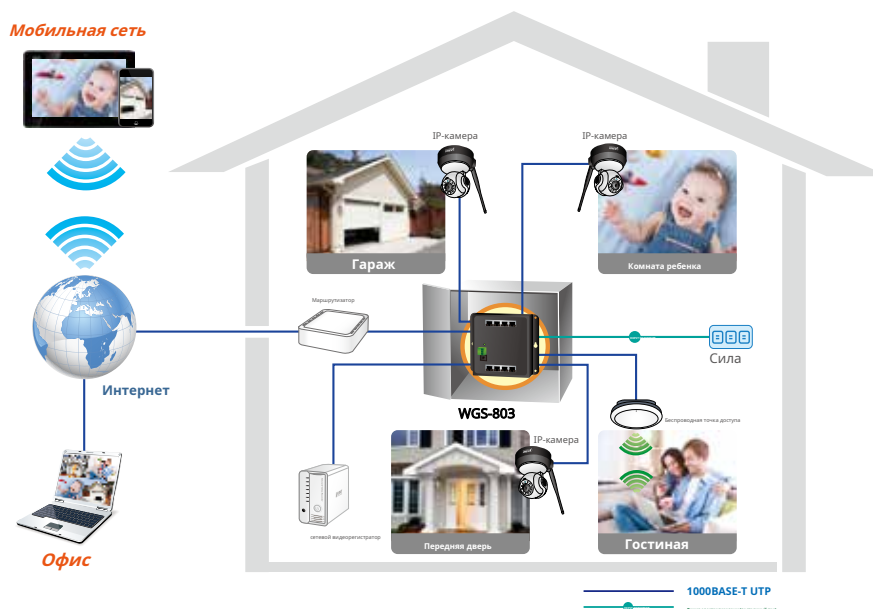 Мобильная сеть
IP-камера
IP-камера
Гараж
Комната ребенка
Маршрутизатор
Сила
Интернет
WGS-803
Беспроводная точка доступа
IP-камера
сетевой видеорегистратор
Передняя дверь
Гостиная
Офис
1000BASE-T UTP